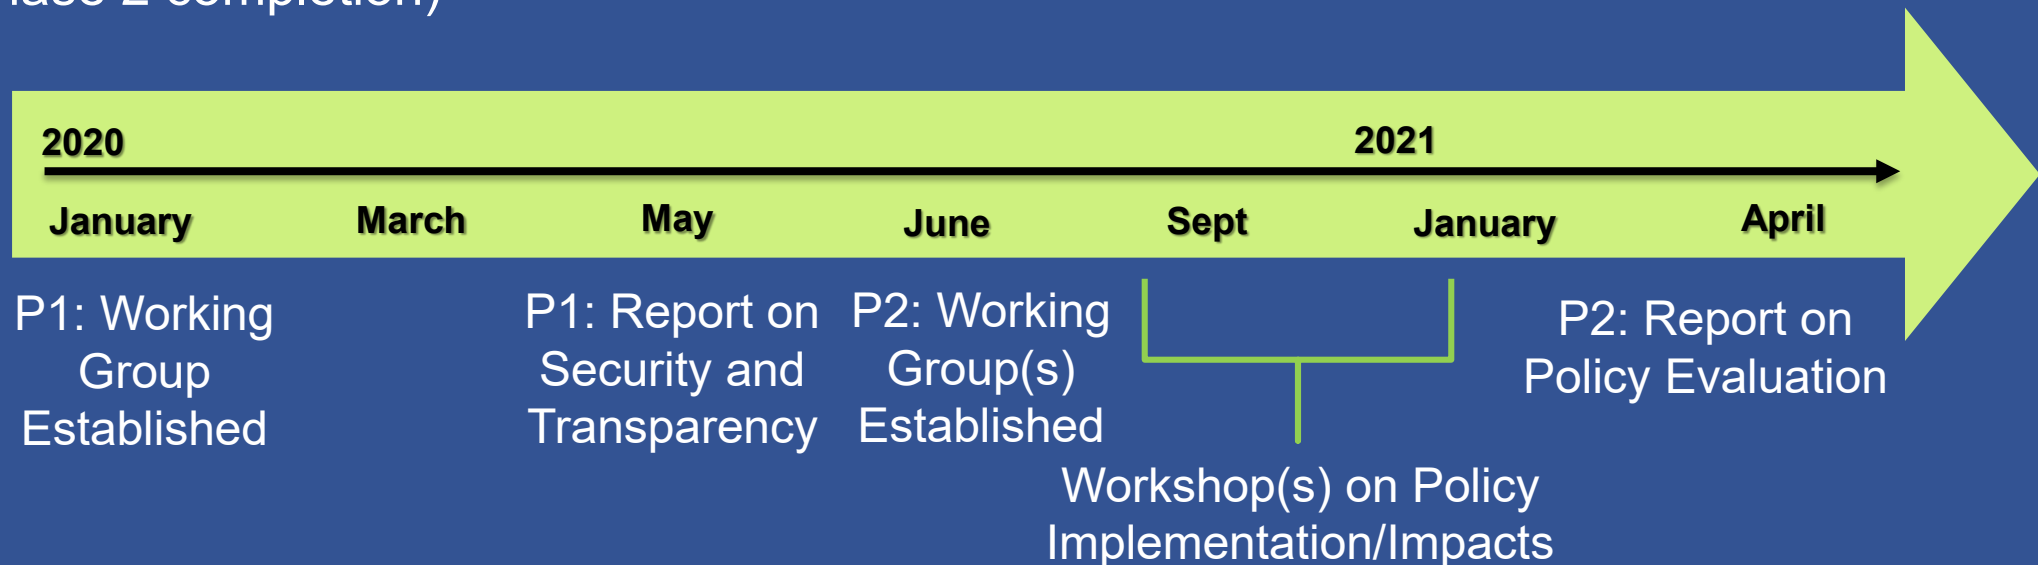 completion)
2020
2021
January
March
May
June
Sept
January
April
P1: Working
Group
Established
P1: Report on
Security and
Transparency
P2: Working
Group(s)
Established
P2: Report on
Policy Evaluation
Workshop(s) on Policy
Implementation/Impacts